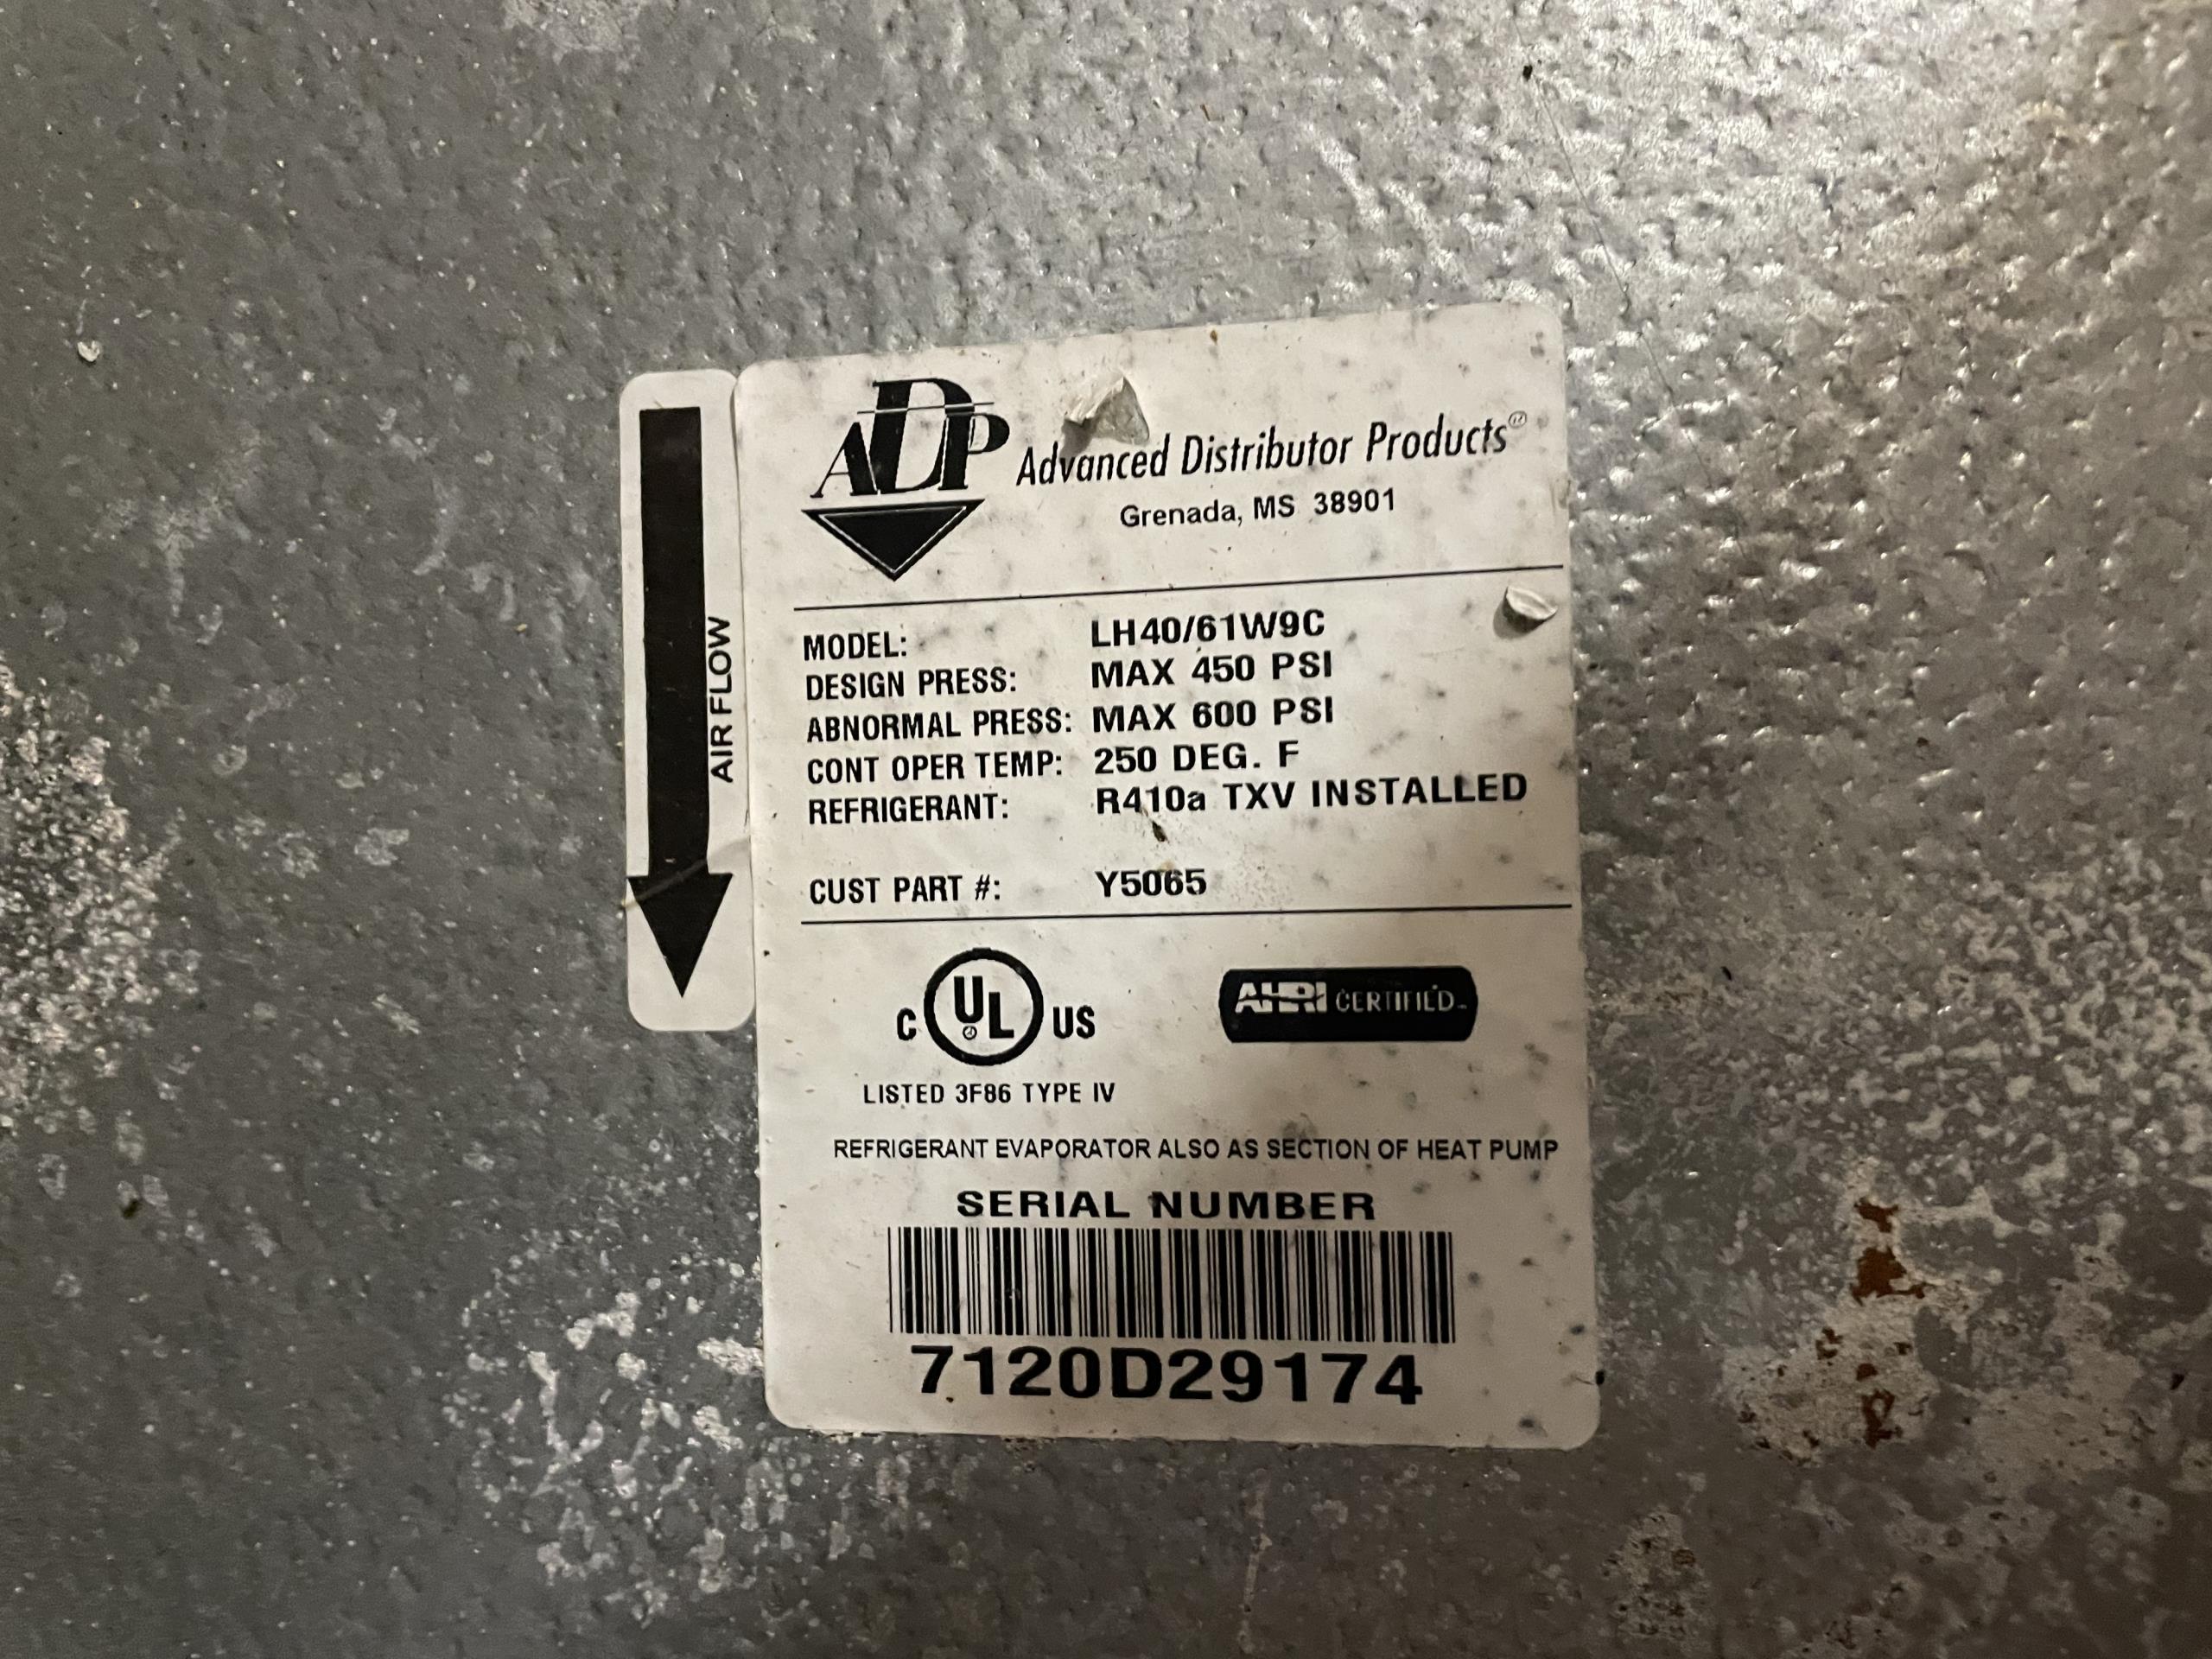 ADP Advanced Distributor Products®
Grenada, MS 38901
AIR FLOW
MODEL: LH40/61W9C
DESIGN PRESS: MAX 450 PSI
ABNORMAL PRESS: MAX 600 PSI
CONT OPER TEMP: 250 DEG. F
REFRIGERANT: R410a TXV INSTALLED
CUST PART #: Y5065
C UL US
AHRI CERTIFIED™
LISTED 3F86 TYPE IV
REFRIGERANT EVAPORATOR ALSO AS SECTION OF HEAT PUMP
SERIAL NUMBER
7120D29174